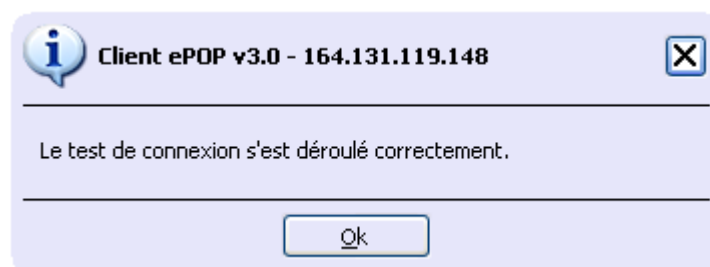 Client ePOP v3.0 - 164.131.119.148
Le test de connexion s'est déroulé correctement.
Ok